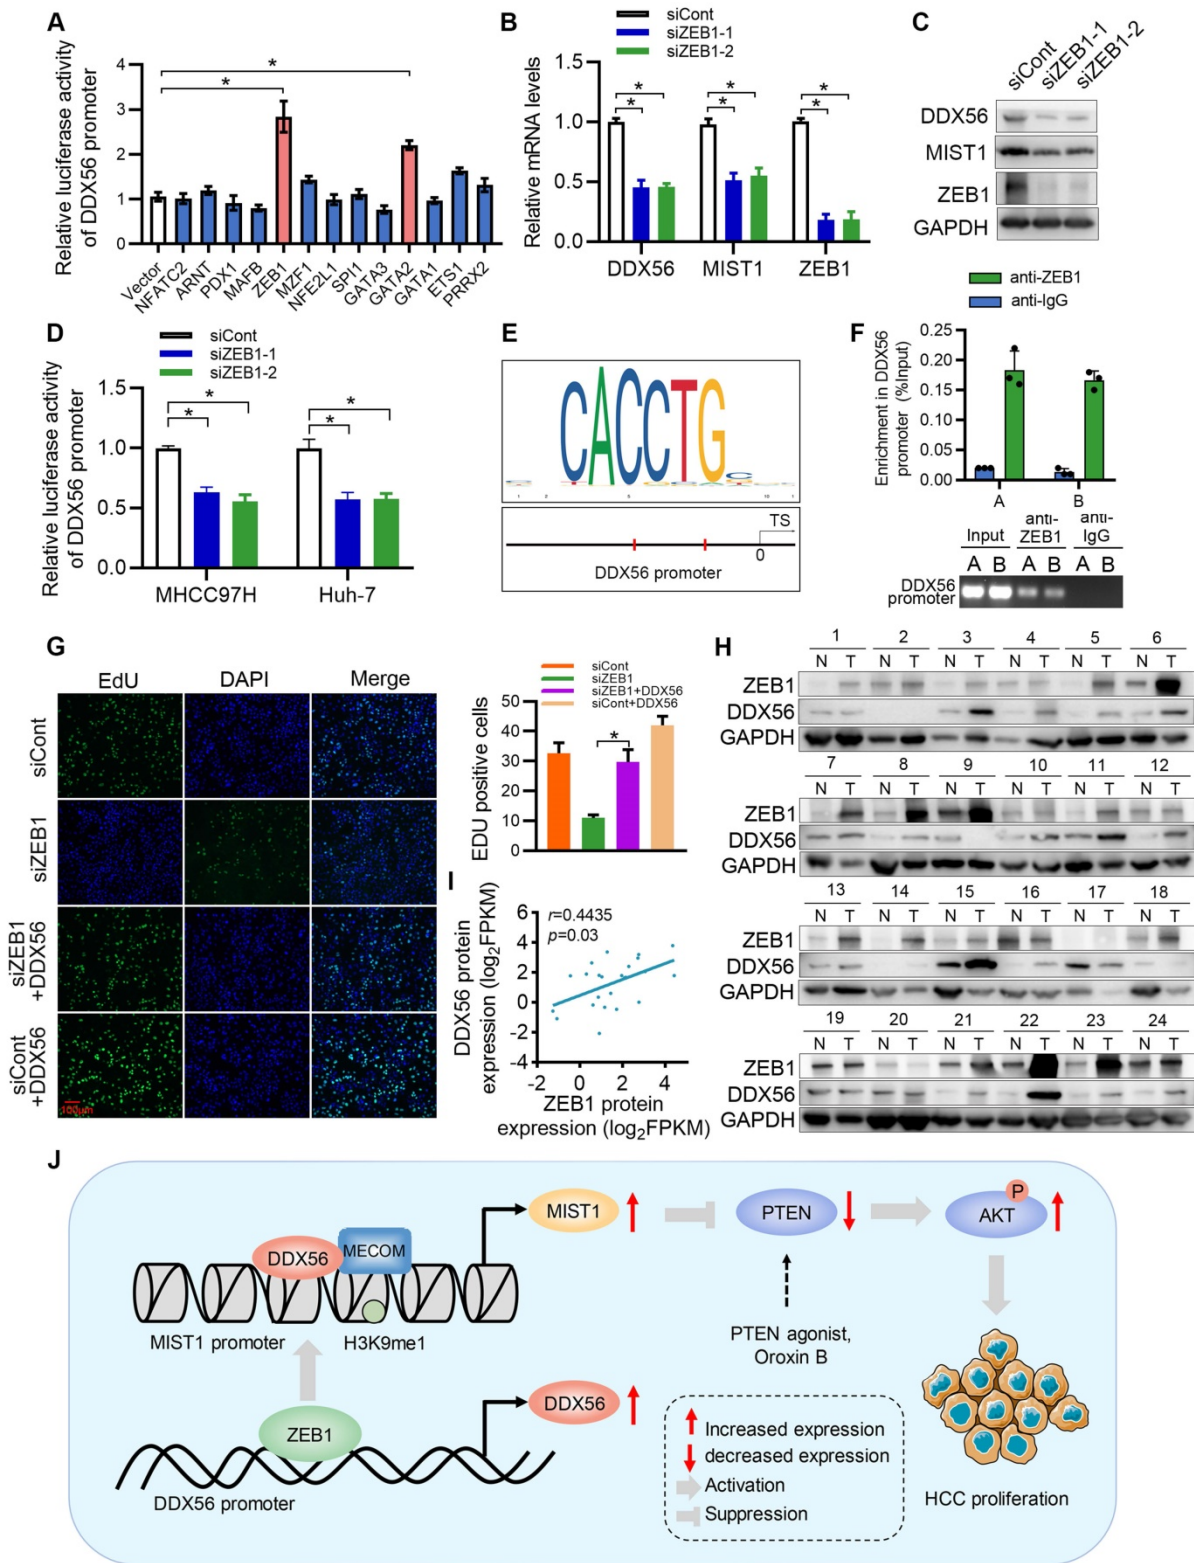 A
Relative luciferase activity
of DDX56 promoter
4
3
2
1
0
*
*
Vector
NFATC2
ARNT
PDX1
MAFB
ZEB1
MZF1
NFE2L1
SPI1
GATA3
GATA2
GATA1
ETS1
PRRX2
B
siCont
siZEB1-1
siZEB1-2
Relative mRNA levels
1.5
1.0
0.5
0.0
*
*
*
*
*
*
DDX56
MIST1
ZEB1
C
siCont
siZEB1-1
siZEB1-2
DDX56
MIST1
ZEB1
GAPDH
D
siCont
siZEB1-1
siZEB1-2
Relative luciferase activity
of DDX56 promoter
1.5
1.0
0.5
0.0
*
*
*
*
MHCC97H
Huh-7
E
CACCTG
TS
0
DDX56 promoter
F
anti-ZEB1
anti-IgG
Enrichment in DDX56
promoter (%Input)
0.25
0.20
0.15
0.10
0.05
0.00
A
B
Input
anti-
ZEB1
anti-
IgG
A B A B A B
DDX56
promoter
G
EdU DAPI Merge
siCont
siZEB1
siZEB1
+DDX56
siCont
+DDX56
100μm
siCont
siZEB1
siZEB1+DDX56
siCont+DDX56
EDU positive cells
50
40
30
20
10
0
*
H
1 2 3 4 5 6
N T N T N T N T N T N T
ZEB1
DDX56
GAPDH
7 8 9 10 11 12
N T N T N T N T N T N T
ZEB1
DDX56
GAPDH
13 14 15 16 17 18
N T N T N T N T N T N T
ZEB1
DDX56
GAPDH
19 20 21 22 23 24
N T N T N T N T N T N T
ZEB1
DDX56
GAPDH
I
DDX56 protein
expression (log2FPKM)
r=0.4435
p=0.03
6
4
2
0
−2
−4
−2 0 2 4 6
ZEB1 protein
expression (log2FPKM)
J
MIST1
PTEN
AKT
P
DDX56
MECOM
MIST1 promoter
H3K9me1
PTEN agonist,
Oroxin B
ZEB1
DDX56
DDX56 promoter
Increased expression
decreased expression
Activation
Suppression
HCC proliferation